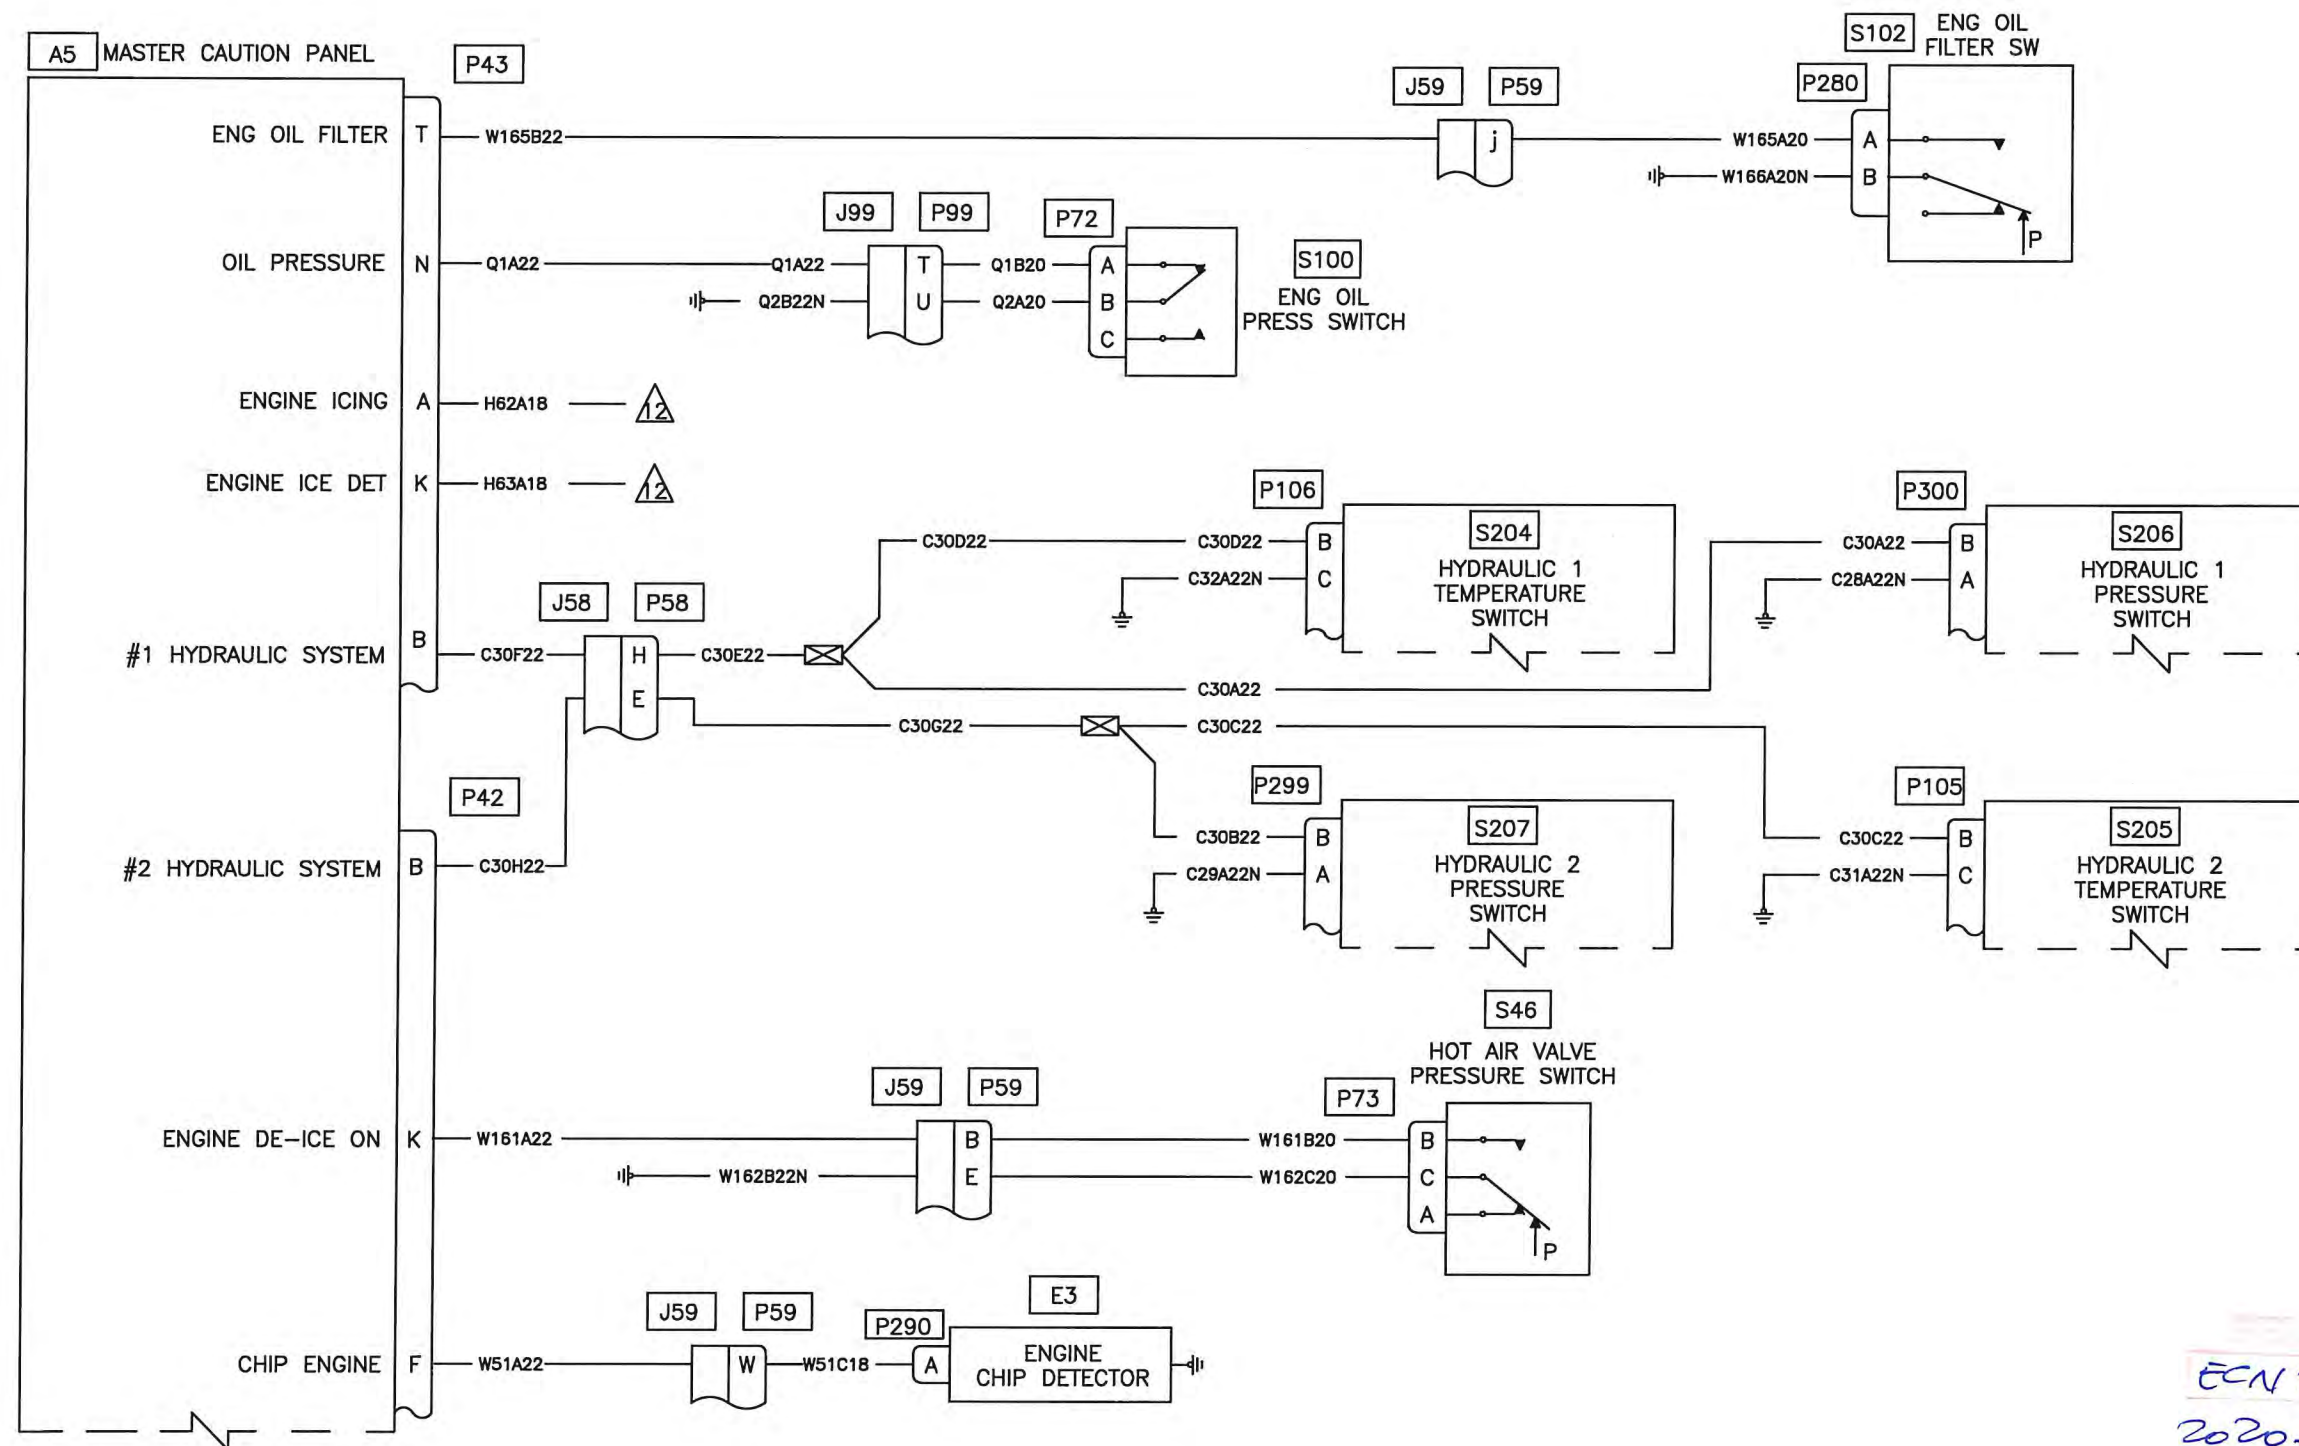 A5 MASTER CAUTION PANEL
P43
S102 ENG OIL
FILTER SW
J59 P59
P280
ENG OIL FILTER T W165B22
j W165A20 A
W166A20N B
P
J99 P99 P72
OIL PRESSURE N Q1A22 Q1A22 T Q1B20 A
Q2B22N U Q2A20 B
C
S100
ENG OIL
PRESS SWITCH
ENGINE ICING A H62A18 12
ENGINE ICE DET K H63A18 12
P106
C30D22 C30D22 B
C32A22N C
S204
HYDRAULIC 1
TEMPERATURE
SWITCH
P300
C30A22 B
C28A22N A
S206
HYDRAULIC 1
PRESSURE
SWITCH
J58 P58
#1 HYDRAULIC SYSTEM B C30F22 H C30E22
C30A22
E
C30G22 C30C22
P42
#2 HYDRAULIC SYSTEM B C30H22
P299
C30B22 B
C29A22N A
S207
HYDRAULIC 2
PRESSURE
SWITCH
P105
C30C22 B
C31A22N C
S205
HYDRAULIC 2
TEMPERATURE
SWITCH
S46
HOT AIR VALVE
PRESSURE SWITCH
J59 P59 P73
ENGINE DE-ICE ON K W161A22 B W161B20 B
W162B22N E W162C20 C
A
P
J59 P59 P290 E3
CHIP ENGINE F W51A22 W W51C18 A
ENGINE
CHIP DETECTOR
ECN
2020